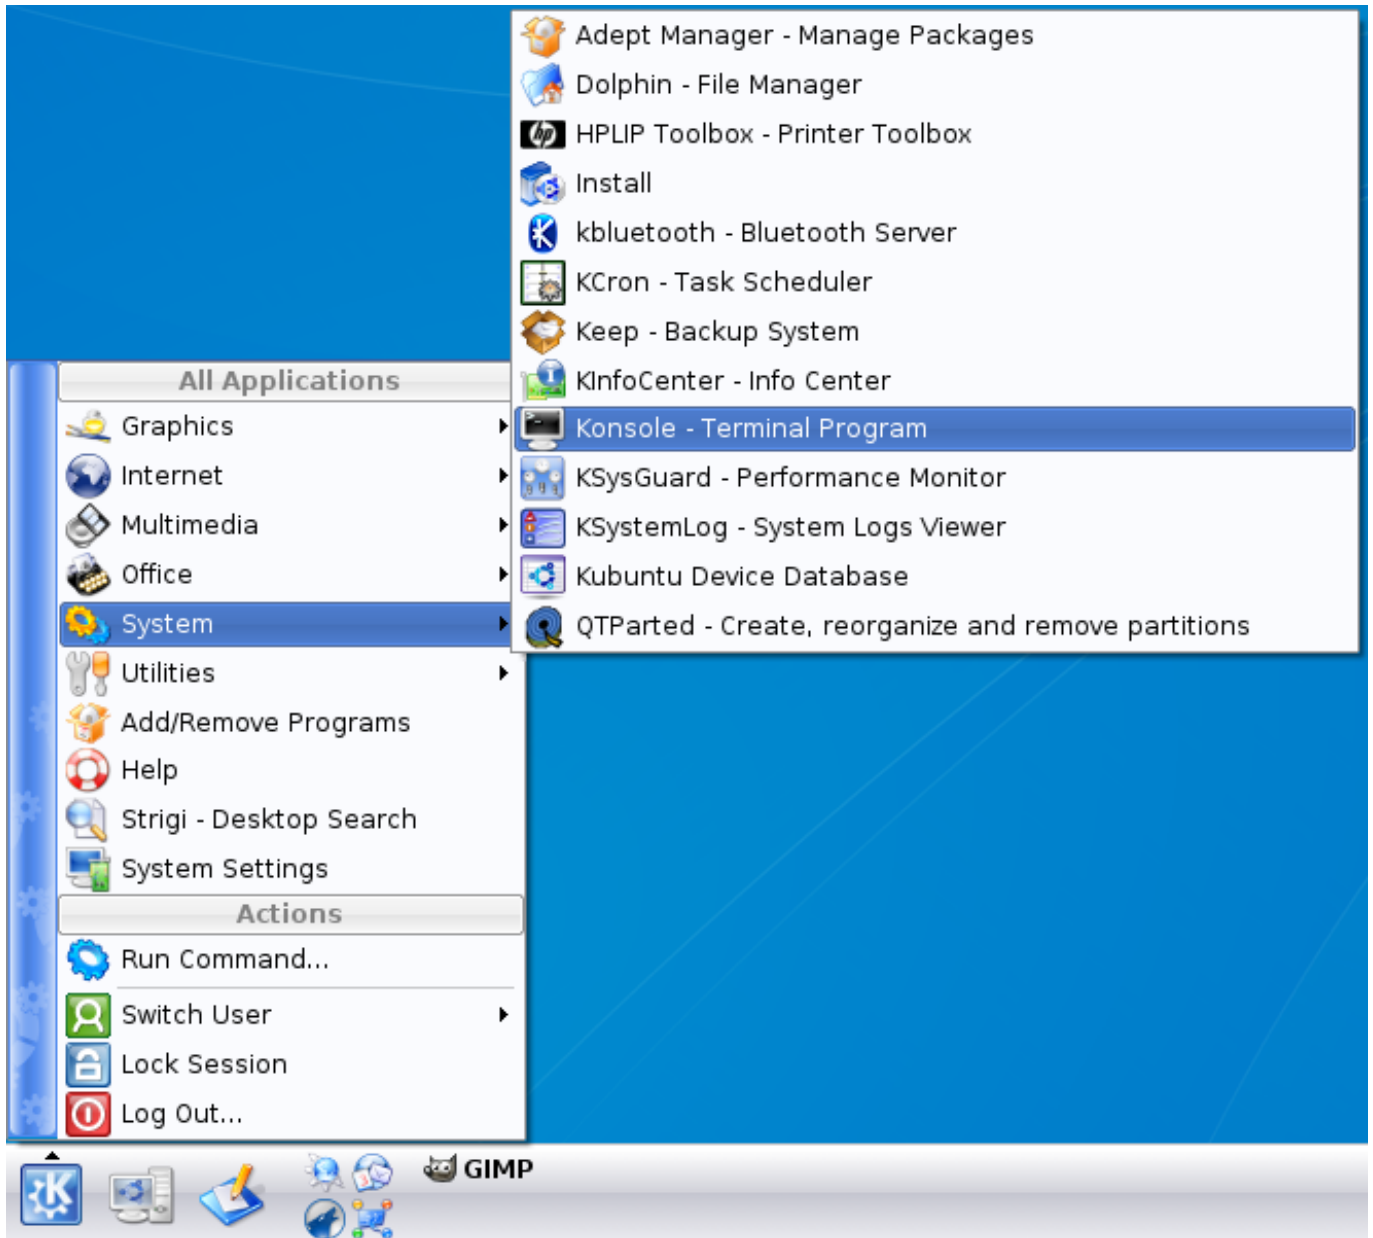 Adept Manager - Manage Packages
Dolphin - File Manager
hp HPLIP Toolbox - Printer Toolbox
Install
kbluetooth - Bluetooth Server
KCron - Task Scheduler
Keep - Backup System
KInfoCenter - Info Center
Konsole - Terminal Program
KSysGuard - Performance Monitor
KSystemLog - System Logs Viewer
Kubuntu Device Database
QTParted - Create, reorganize and remove partitions
All Applications
Graphics
Internet
Multimedia
Office
System
Utilities
Add/Remove Programs
Help
Strigi - Desktop Search
System Settings
Actions
Run Command...
Switch User
Lock Session
Log Out...
K
GIMP